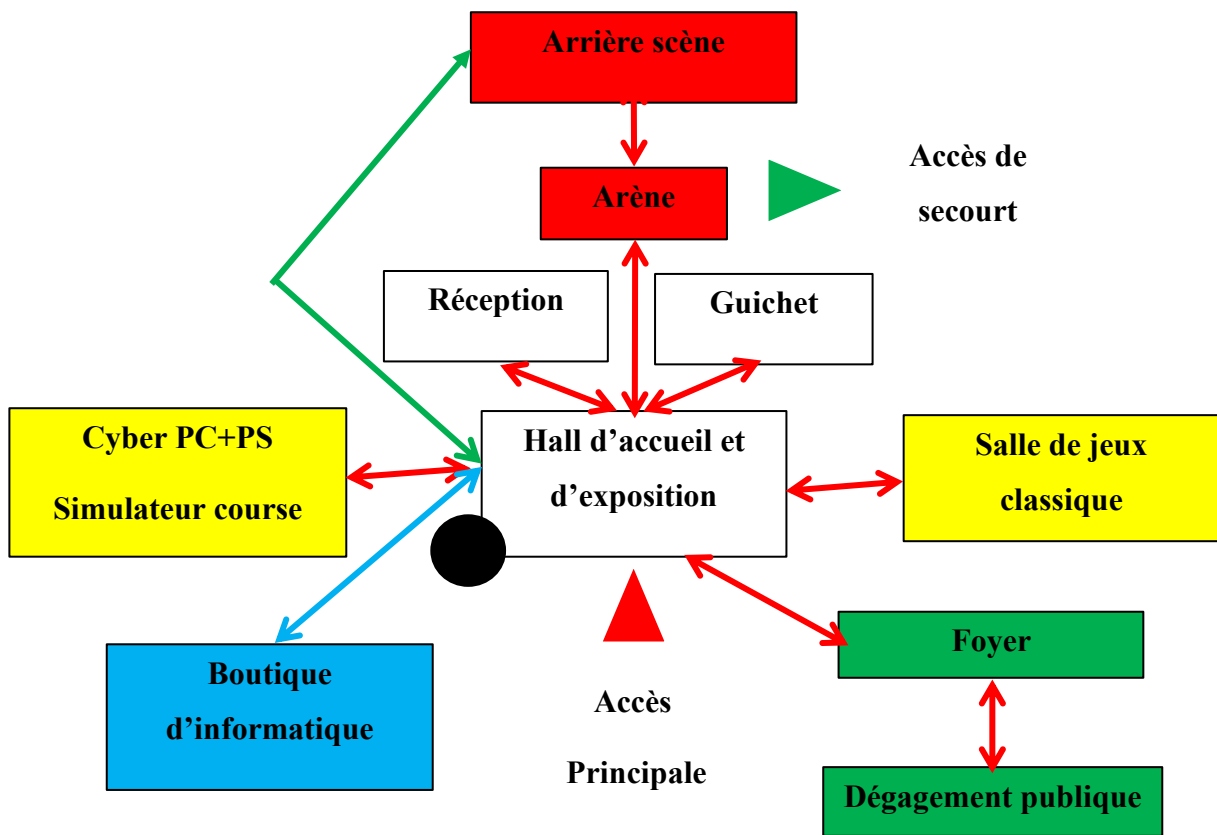 Arrière scène
Accès de
secourt
Arène
Réception
Guichet
Cyber PC+PS
Simulateur course
Hall d’accueil et
d’exposition
Salle de jeux
classique
Boutique
d’informatique
Accès
Principale
Foyer
Dégagement publique